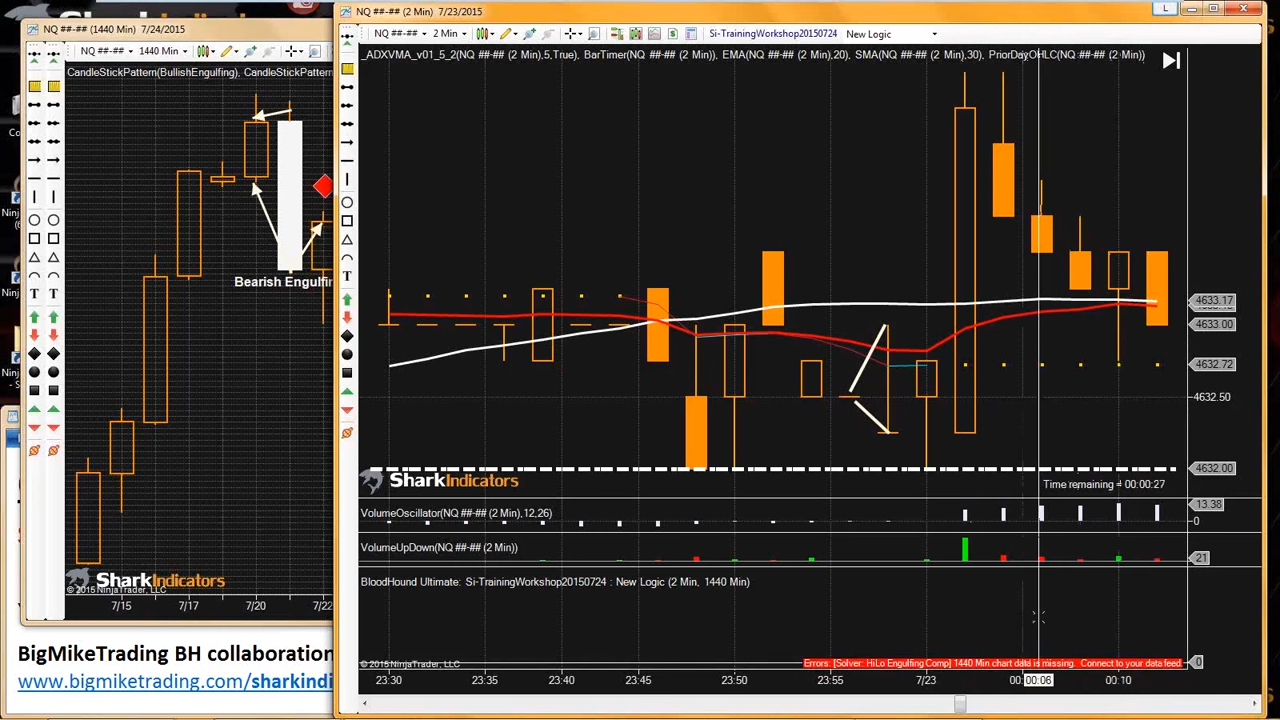 NQ ##-## (1440 Min) 7/24/2015
NQ ##-##
1440 Min
CandleStickPattern(BullishEngulfing), CandleStickPattern
Bearish Engulfin
SharkIndicators
© 2015 NinjaTrader, LLC
7/15
7/17
7/20
7/22
BigMikeTrading BH collaboration
www.bigmiketrading.com/sharkindi
NQ ##-## (2 Min) 7/23/2015
L
NQ ##-##
2 Min
Si-TrainingWorkshop20150724
New Logic
_ADXVMA_v01_5_2(NQ ##-## (2 Min),5,True), BarTimer(NQ ##-## (2 Min)), EMA(NQ ##-## (2 Min),20), SMA(NQ ##-## (2 Min),30), PriorDayOHLC(NQ ##-## (2 Min))
4633.17
4633.00
4632.72
4632.50
4632.00
SharkIndicators
Time remaining = 00:00:27
VolumeOscillator(NQ ##-## (2 Min),12,26)
13.38
0
VolumeUpDown(NQ ##-## (2 Min))
21
BloodHound Ultimate: Si-TrainingWorkshop20150724 : New Logic (2 Min, 1440 Min)
© 2015 NinjaTrader, LLC
Errors: [Solver: HiLo Engulfing Comp] 1440 Min chart data is missing. Connect to your data feed.
0
23:30
23:35
23:40
23:45
23:50
23:55
7/23
00:06
00:10
T
T
T